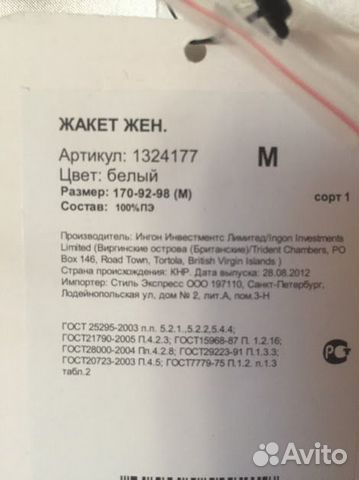 ЖАКЕТ ЖЕН.
Артикул: 1324177
M
Цвет: белый
Размер: 170-92-98 (M)
сорт 1
Состав: 100%ПЭ
Производитель: Ингон Инвестментс Лимитед/Ingon Investments
Limited (Виргинские острова (Британские)/Trident Chambers, PO
Box 146, Road Town, Tortola, British Virgin Islands )
Страна происхождения: КНР. Дата выпуска: 28.08.2012
Импортер: Стиль Экспресс ООО 197110, Санкт-Петербург,
Лодейнопольская ул, дом № 2, лит.А, пом.3-Н
ГОСТ 25295-2003 п.п. 5.2.1.,5.2.2,5.4.4;
ГОСТ21790-2005 П.4.2.3; ГОСТ15968-87 П. 1.2.16;
ГОСТ28000-2004 Пп.4.2.8; ГОСТ29223-91 П.1.3.3;
ГОСТ20723-2003 П.4.5; ГОСТ7779-75 П.1.2. п.1.3
табл.2
РСТ
Avito